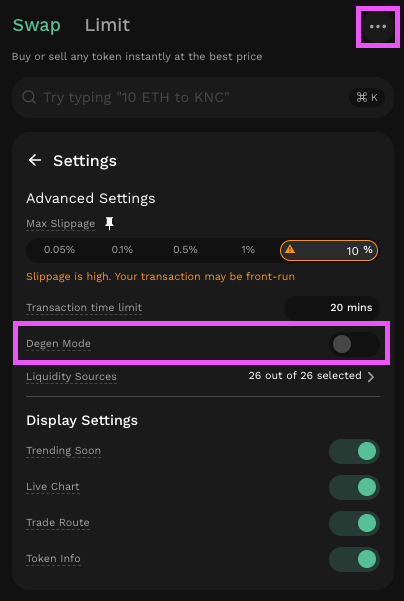 Swap Limit
Buy or sell any token instantly at the best price
Try typing "10 ETH to KNC" ⌘ K
Settings
Advanced Settings
Max Slippage
0.05% 0.1% 0.5% 1% 10 %
Slippage is high. Your transaction may be front-run
Transaction time limit 20 mins
Degen Mode
Liquidity Sources 26 out of 26 selected
Display Settings
Trending Soon
Live Chart
Trade Route
Token Info